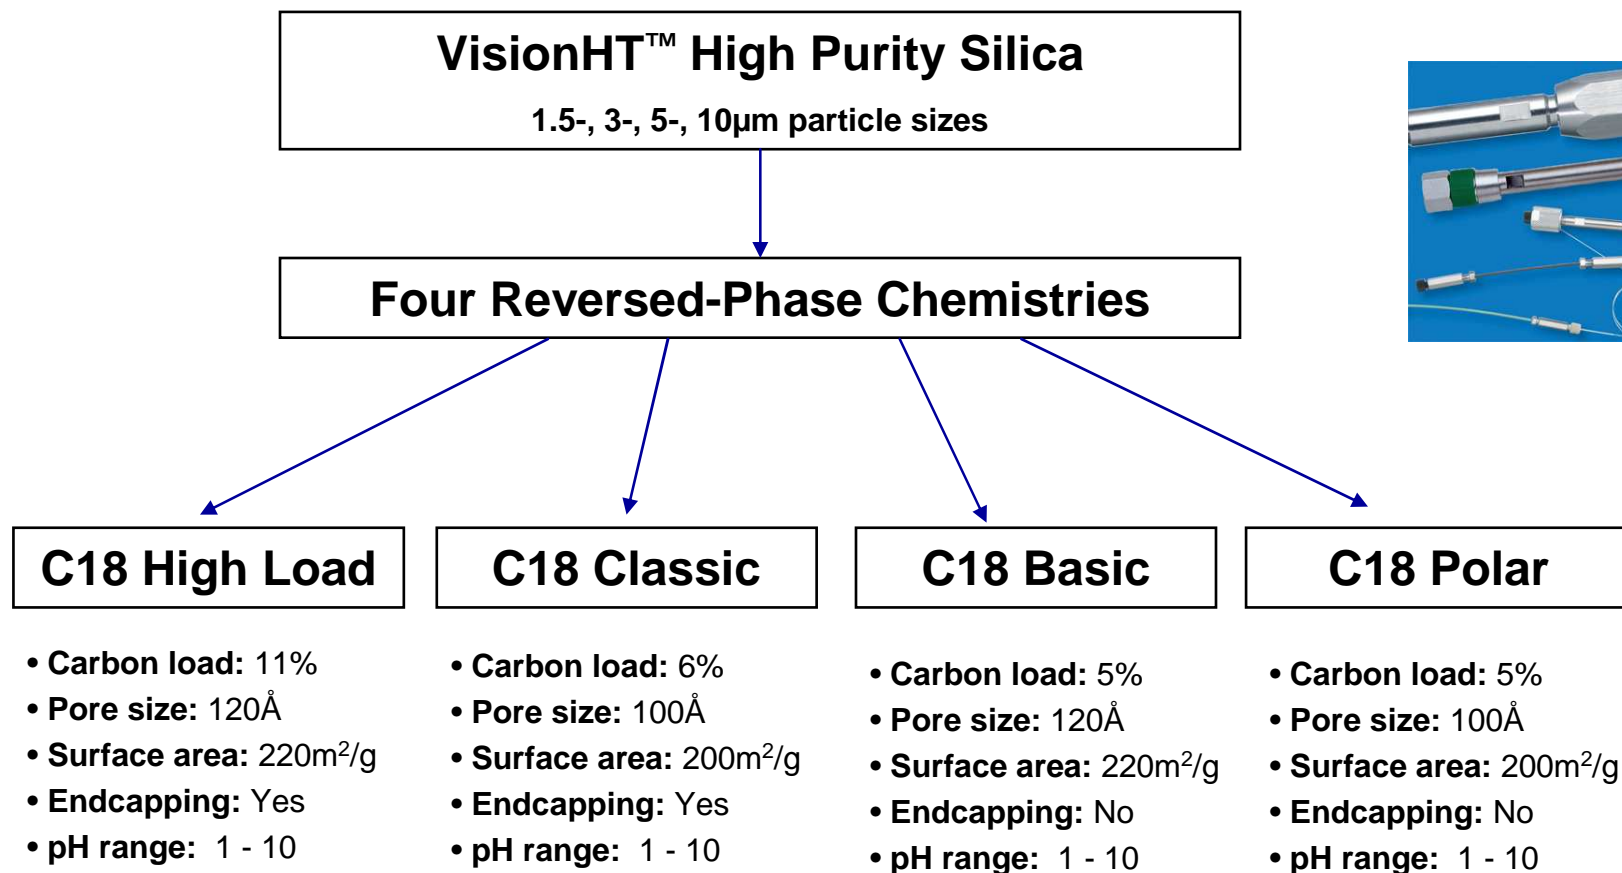 VisionHT™ High Purity Silica
1.5-, 3-, 5-, 10µm particle sizes
Four Reversed-Phase Chemistries
C18 High Load
• Carbon load: 11%
• Pore size: 120Å
• Surface area: 220m²/g
• Endcapping: Yes
• pH range: 1 - 10
C18 Classic
• Carbon load: 6%
• Pore size: 100Å
• Surface area: 200m²/g
• Endcapping: Yes
• pH range: 1 - 10
C18 Basic
• Carbon load: 5%
• Pore size: 120Å
• Surface area: 220m²/g
• Endcapping: No
• pH range: 1 - 10
C18 Polar
• Carbon load: 5%
• Pore size: 100Å
• Surface area: 200m²/g
• Endcapping: No
• pH range: 1 - 10